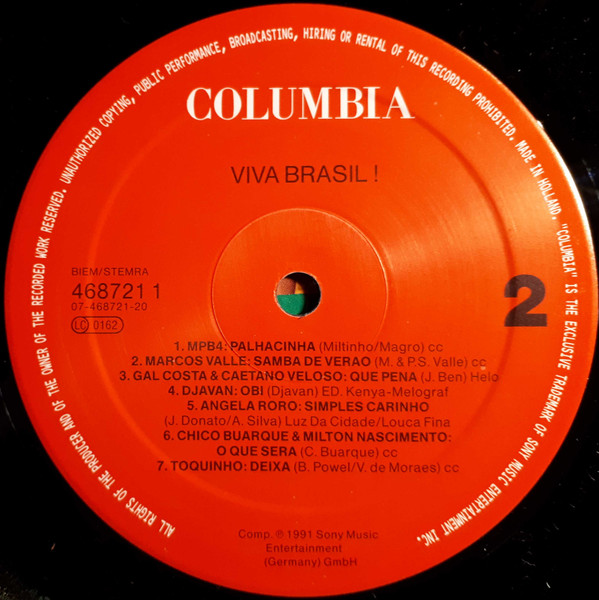 ALL RIGHTS OF THE PRODUCER AND OF THE OWNER OF THE RECORDED WORK RESERVED. UNAUTHORIZED COPYING, PUBLIC PERFORMANCE, BROADCASTING, HIRING OR RENTAL OF THIS RECORDING PROHIBITED. MADE IN HOLLAND. "COLUMBIA" IS THE EXCLUSIVE TRADEMARK OF SONY MUSIC ENTERTAINMENT INC.
COLUMBIA
VIVA BRASIL !
BIEM/STEMRA
468721 1
07-468721-20
LC 0162
2
1. MPB4: PALHACINHA (Miltinho/Magro) cc
2. MARCOS VALLE: SAMBA DE VERAO (M. & P.S. Valle) cc
3. GAL COSTA & CAETANO VELOSO: QUE PENA (J. Ben) Helo
4. DJAVAN: OBI (Djavan) ED. Kenya-Melograf
5. ANGELA RORO: SIMPLES CARINHO
(J. Donato/A. Silva) Luz Da Cidade/Louca Fina
6. CHICO BUARQUE & MILTON NASCIMENTO:
O QUE SERA (C. Buarque) cc
7. TOQUINHO: DEIXA (B. Powel/V. de Moraes) cc
Comp. ℗ 1991 Sony Music
Entertainment
(Germany) GmbH